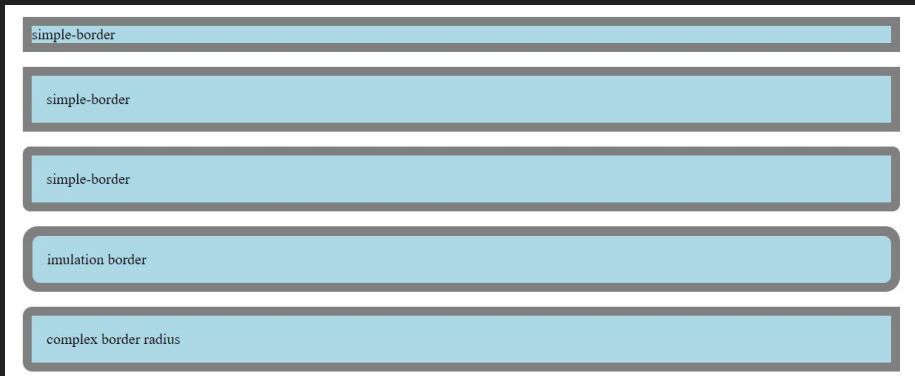 simple-border
simple-border
simple-border
imulation border
complex border radius